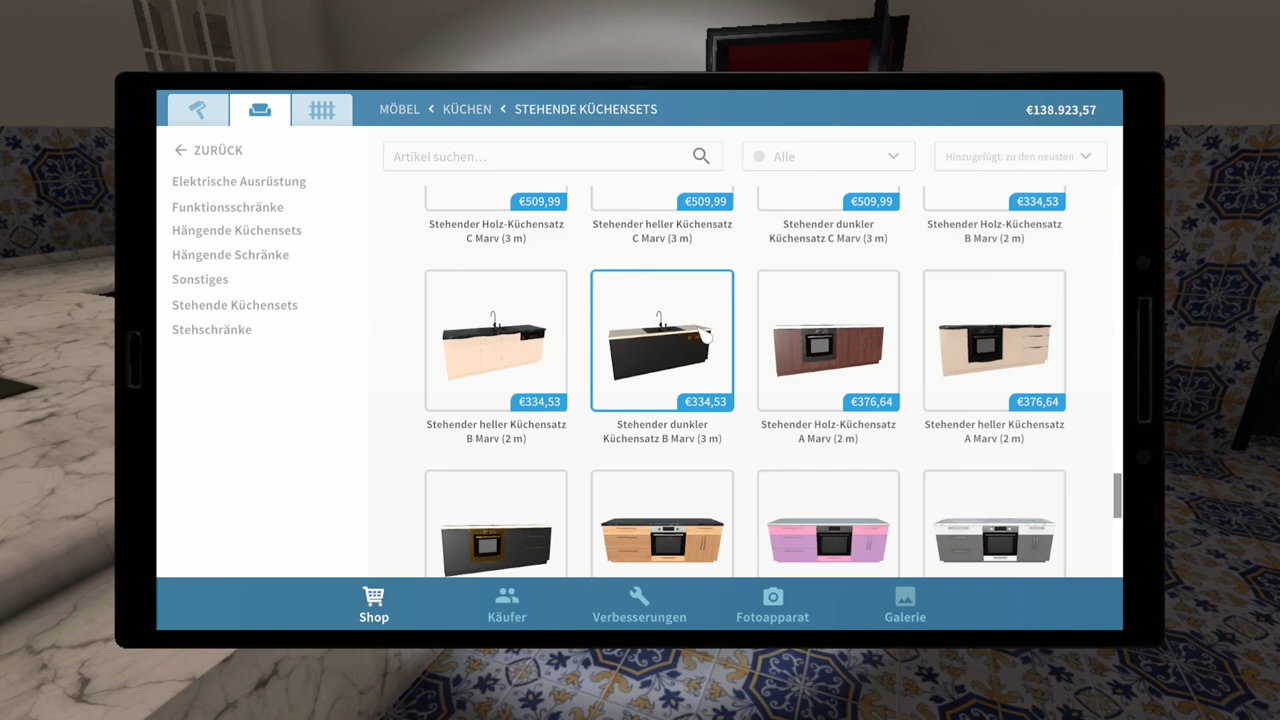 MÖBEL < KÜCHEN < STEHENDE KÜCHENSETS
€138.923,57
ZURÜCK
Elektrische Ausrüstung
Funktionsschränke
Hängende Küchensets
Hängende Schränke
Sonstiges
Stehende Küchensets
Stehschränke
Artikel suchen...
Alle
Hinzugefügt: zu den neusten
€509,99
€509,99
€509,99
€334,53
Stehender Holz-Küchensatz
C Marv (3 m)
Stehender heller Küchensatz
C Marv (3 m)
Stehender dunkler
Küchensatz C Marv (3 m)
Stehender Holz-Küchensatz
B Marv (2 m)
€334,53
€334,53
€376,64
€376,64
Stehender heller Küchensatz
B Marv (2 m)
Stehender dunkler
Küchensatz B Marv (3 m)
Stehender Holz-Küchensatz
A Marv (2 m)
Stehender heller Küchensatz
A Marv (2 m)
Shop
Käufer
Verbesserungen
Fotoapparat
Galerie